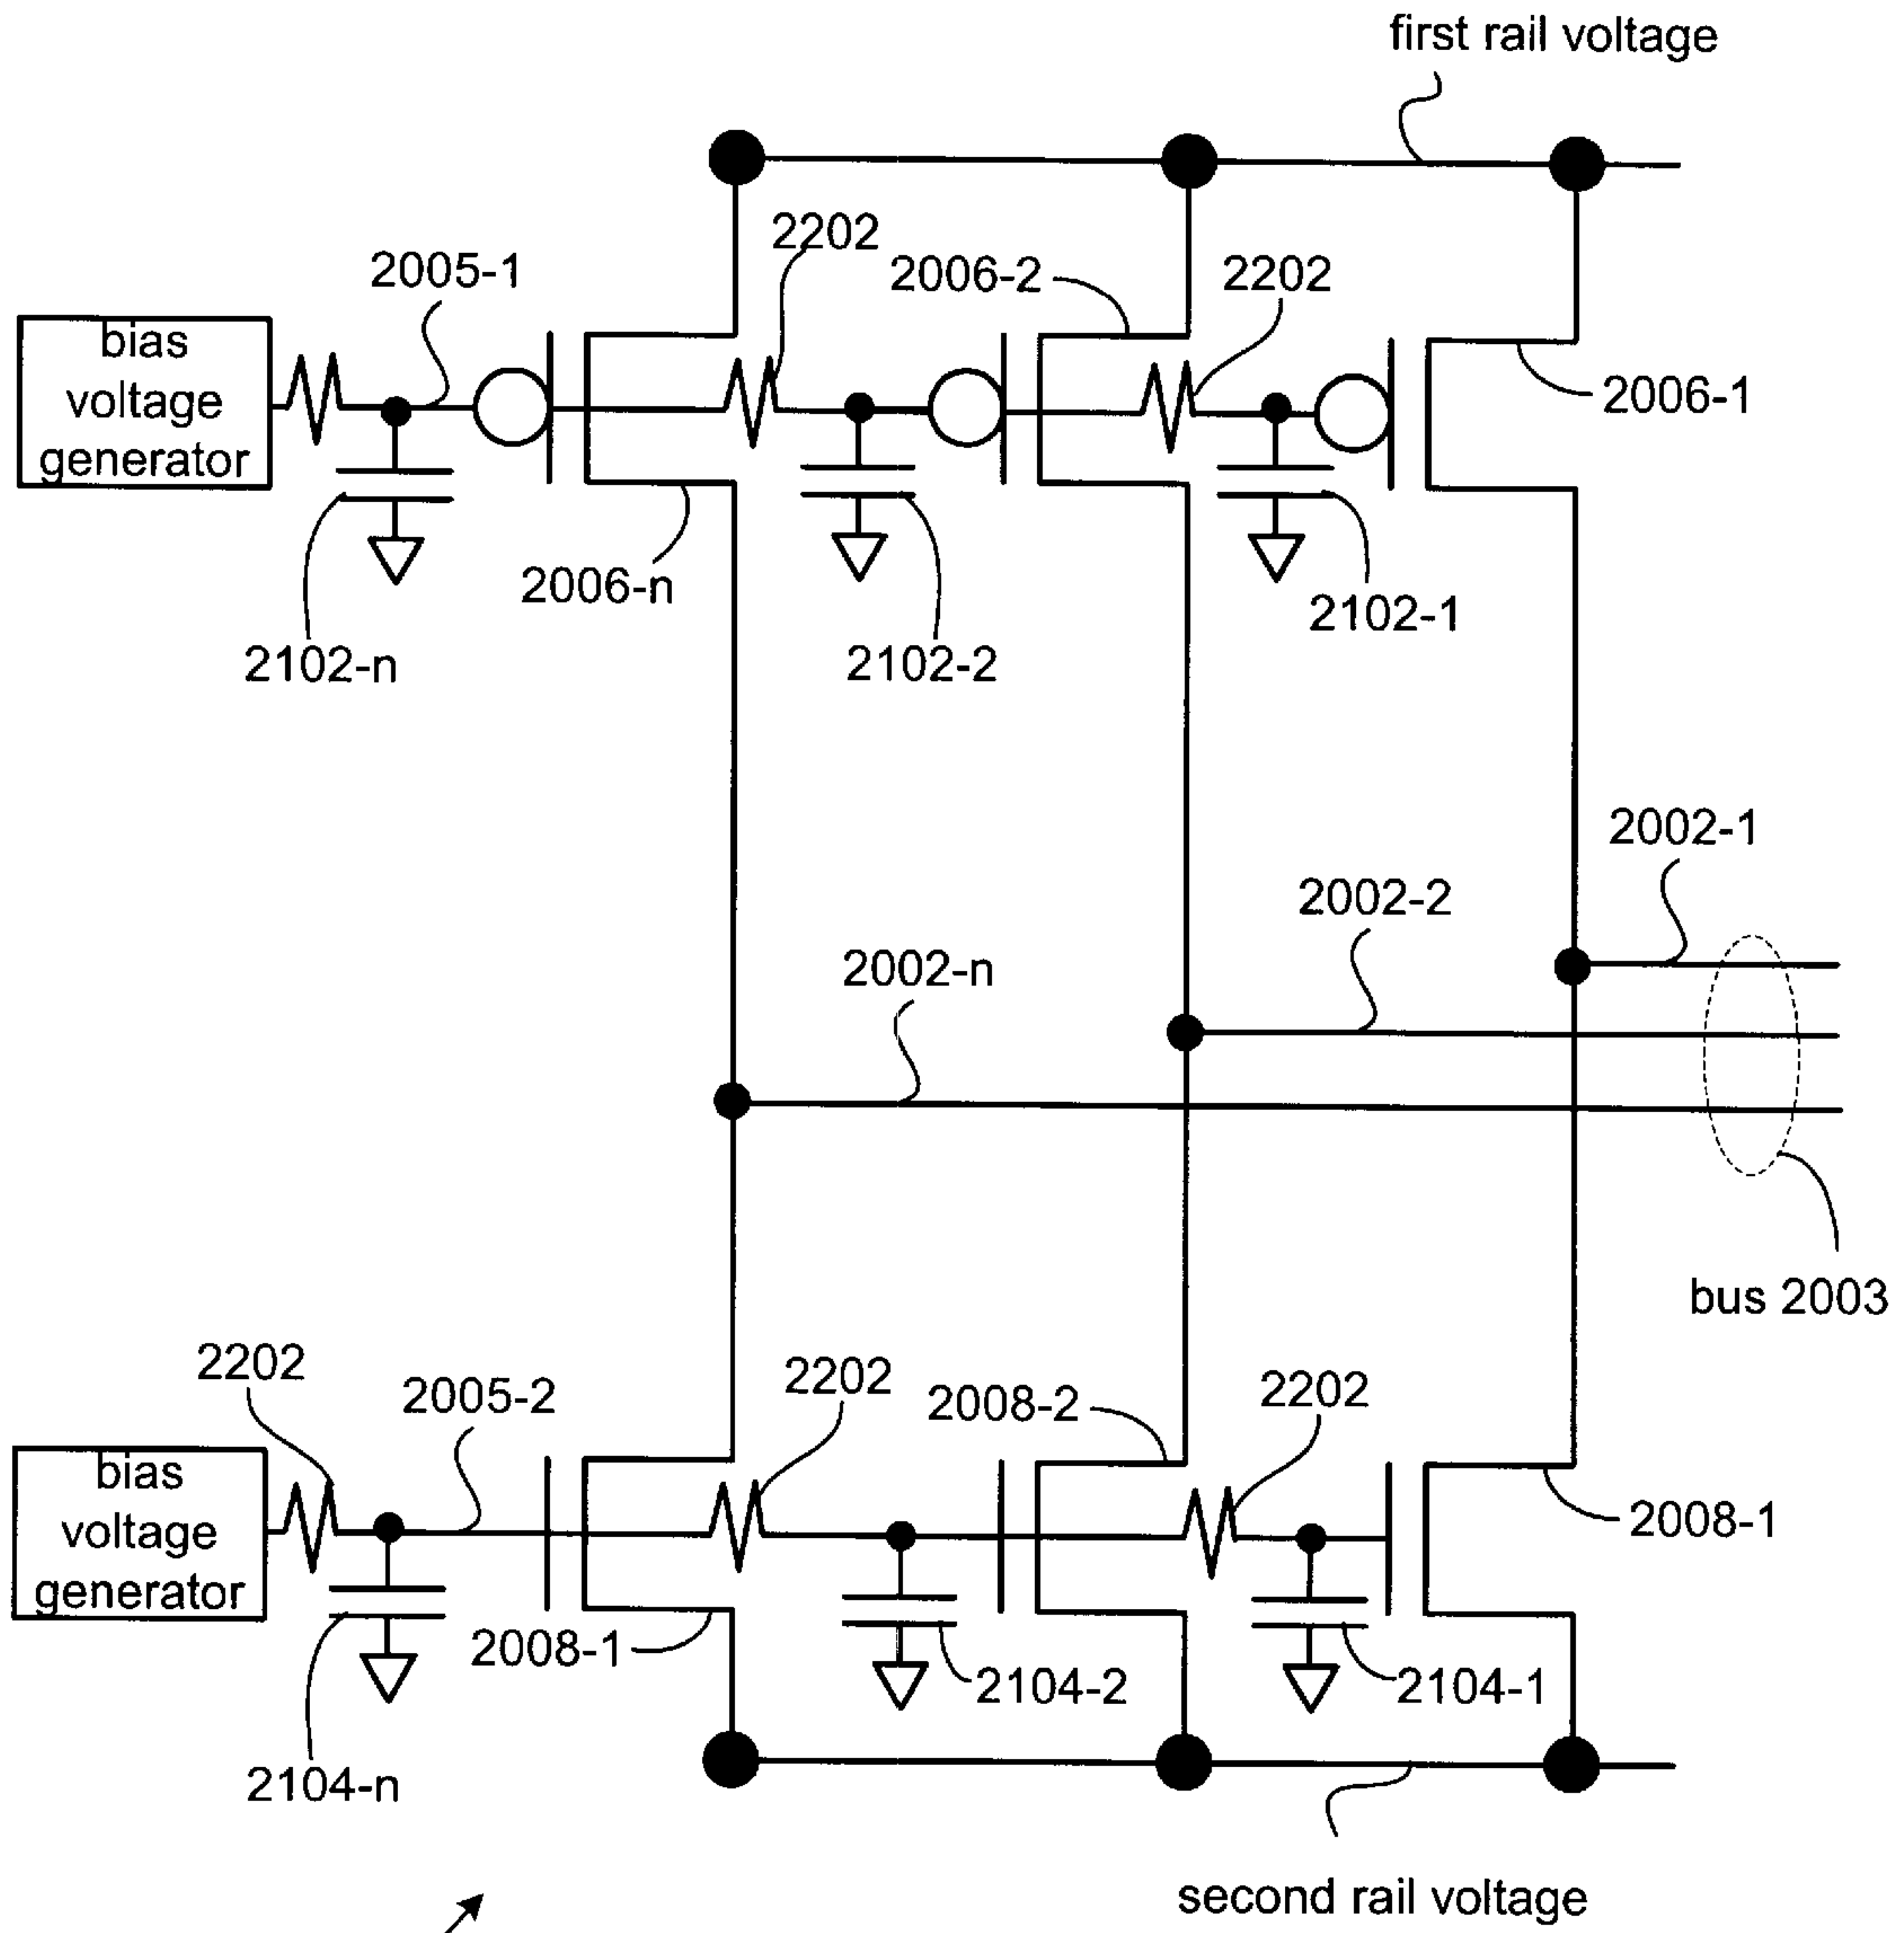 first rail voltage
2202
2005-1
2006-2
2202
bias
voltage
generator
2006-1
2006-n
2102-1
2102-n
2102-2
2002-1
2002-2
2002-n
bus 2003
2202
2005-2
2202
2008-2
2202
bias
voltage
generator
2008-1
2008-1
2104-2
2104-1
2104-n
second rail voltage